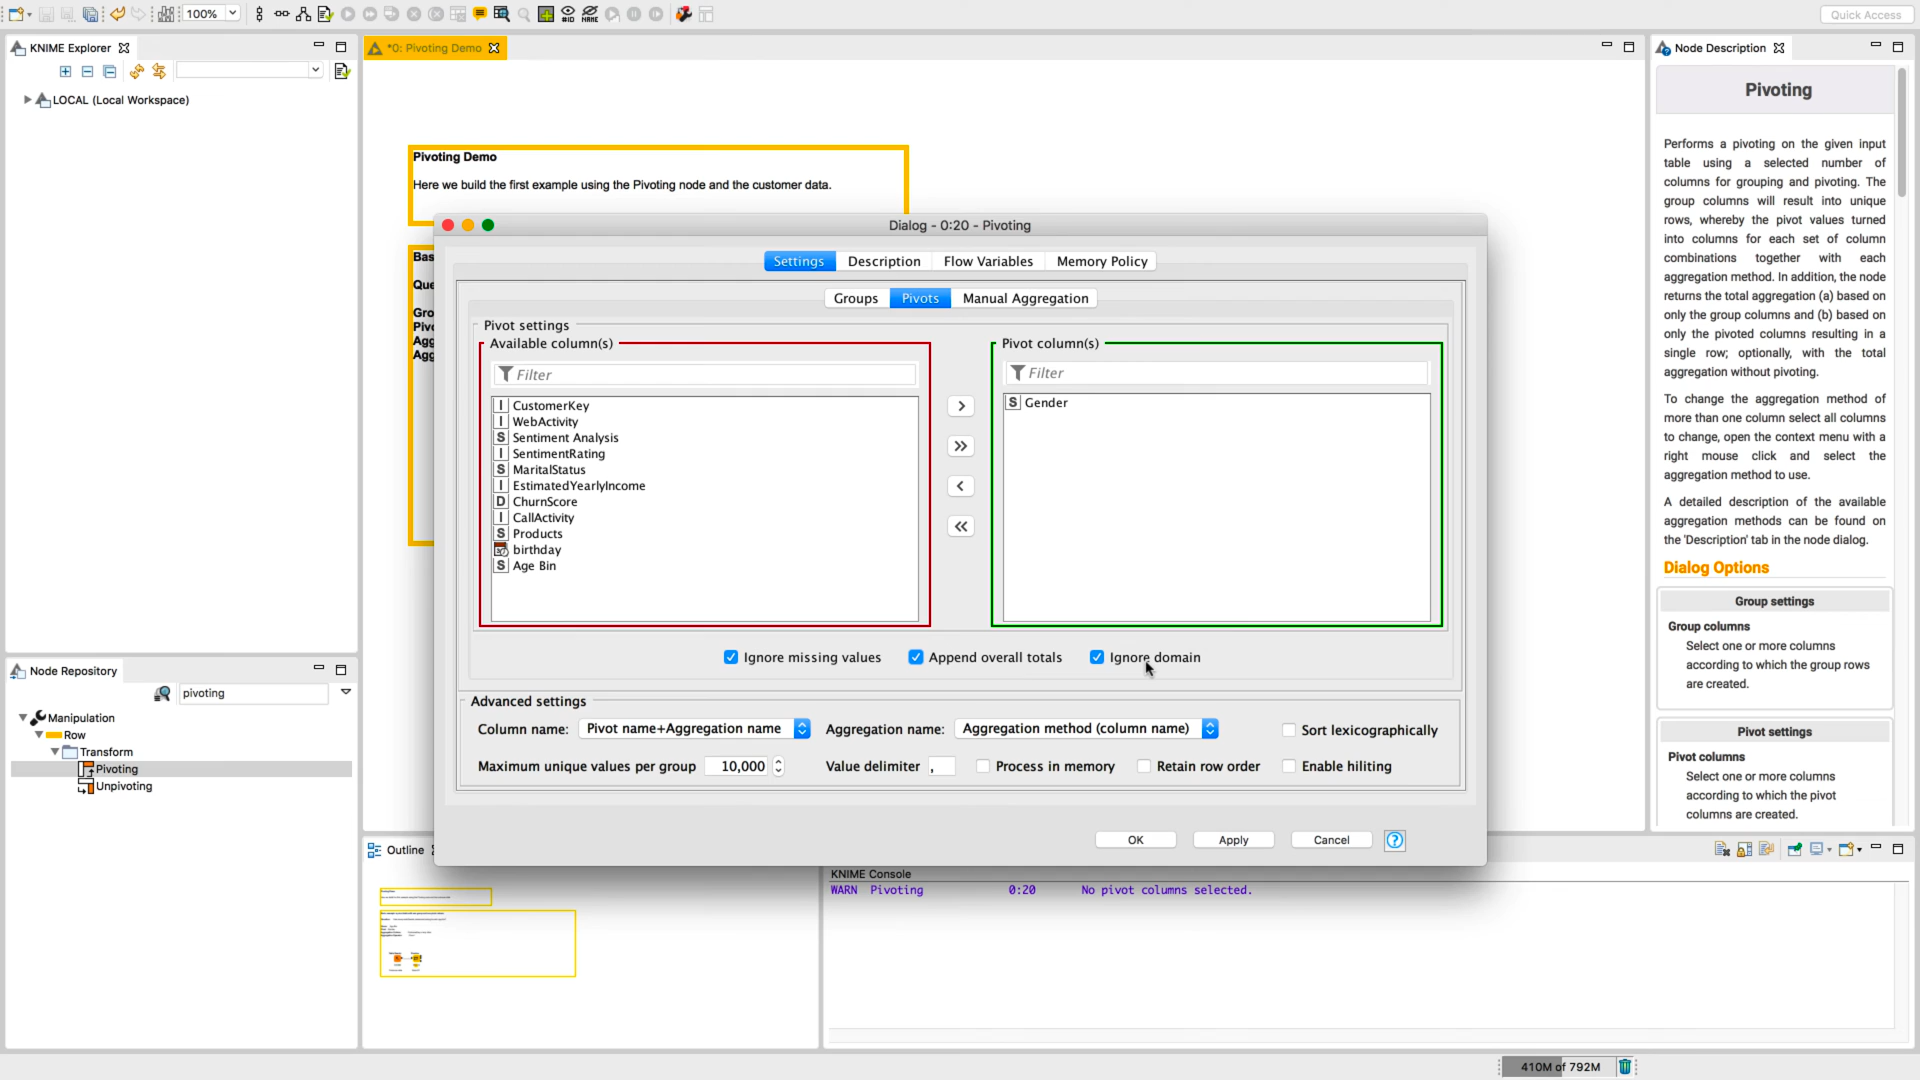 100%
Quick Access
KNIME Explorer
*0: Pivoting Demo
Node Description
LOCAL (Local Workspace)
Pivoting Demo
Here we build the first example using the Pivoting node and the customer data.
Bas
Que
Gro
Pivo
Agg
Agg
Dialog - 0:20 - Pivoting
Settings
Description
Flow Variables
Memory Policy
Groups
Pivots
Manual Aggregation
Pivot settings
Available column(s)
Filter
I CustomerKey
I WebActivity
S Sentiment Analysis
I SentimentRating
S MaritalStatus
I EstimatedYearlyIncome
D ChurnScore
I CallActivity
S Products
birthday
S Age Bin
Pivot column(s)
Filter
S Gender
Ignore missing values
Append overall totals
Ignore domain
Advanced settings
Column name: Pivot name+Aggregation name
Aggregation name: Aggregation method (column name)
Sort lexicographically
Maximum unique values per group 10,000
Value delimiter ,
Process in memory
Retain row order
Enable hiliting
OK
Apply
Cancel
?
Pivoting
Performs a pivoting on the given input
table using a selected number of
columns for grouping and pivoting. The
group columns will result into unique
rows, whereby the pivot values turned
into columns for each set of column
combinations together with each
aggregation method. In addition, the node
returns the total aggregation (a) based on
only the group columns and (b) based on
only the pivoted columns resulting in a
single row; optionally, with the total
aggregation without pivoting.
To change the aggregation method of
more than one column select all columns
to change, open the context menu with a
right mouse click and select the
aggregation method to use.
A detailed description of the available
aggregation methods can be found on
the 'Description' tab in the node dialog.
Dialog Options
Group settings
Group columns
Select one or more columns
according to which the group rows
are created.
Pivot settings
Pivot columns
Select one or more columns
according to which the pivot
columns are created.
Node Repository
pivoting
Manipulation
Row
Transform
Pivoting
Unpivoting
Outline
KNIME Console
WARN Pivoting 0:20 No pivot columns selected.
410M of 792M